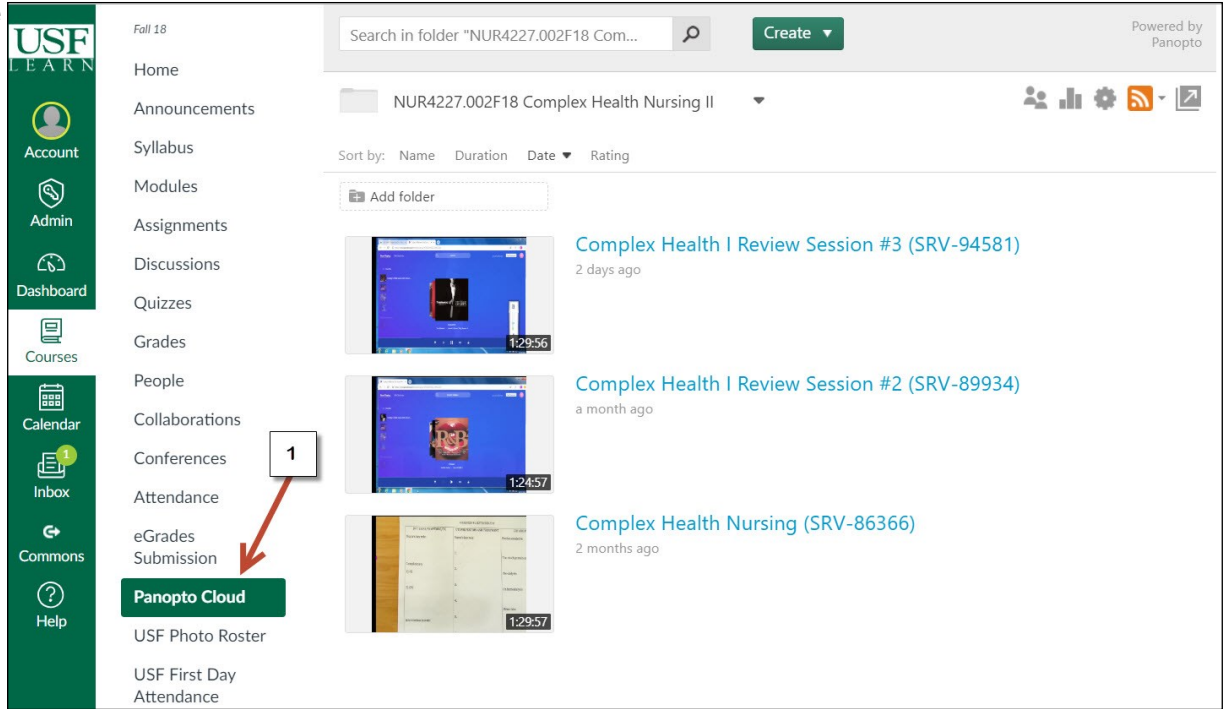 USF
LEARN
Account
Admin
Dashboard
Courses
Calendar
1
Inbox
Commons
Help
Fall 18
Home
Announcements
Syllabus
Modules
Assignments
Discussions
Quizzes
Grades
People
Collaborations
Conferences
Attendance
eGrades
Submission
Panopto Cloud
USF Photo Roster
USF First Day
Attendance
1
Search in folder "NUR4227.002F18 Com...
Create
Powered by
Panopto
NUR4227.002F18 Complex Health Nursing II
Sort by: Name Duration Date Rating
Add folder
Complex Health I Review Session #3 (SRV-94581)
2 days ago
1:29:56
Complex Health I Review Session #2 (SRV-89934)
a month ago
R&B
1:24:57
Complex Health Nursing (SRV-86366)
2 months ago
1:29:57